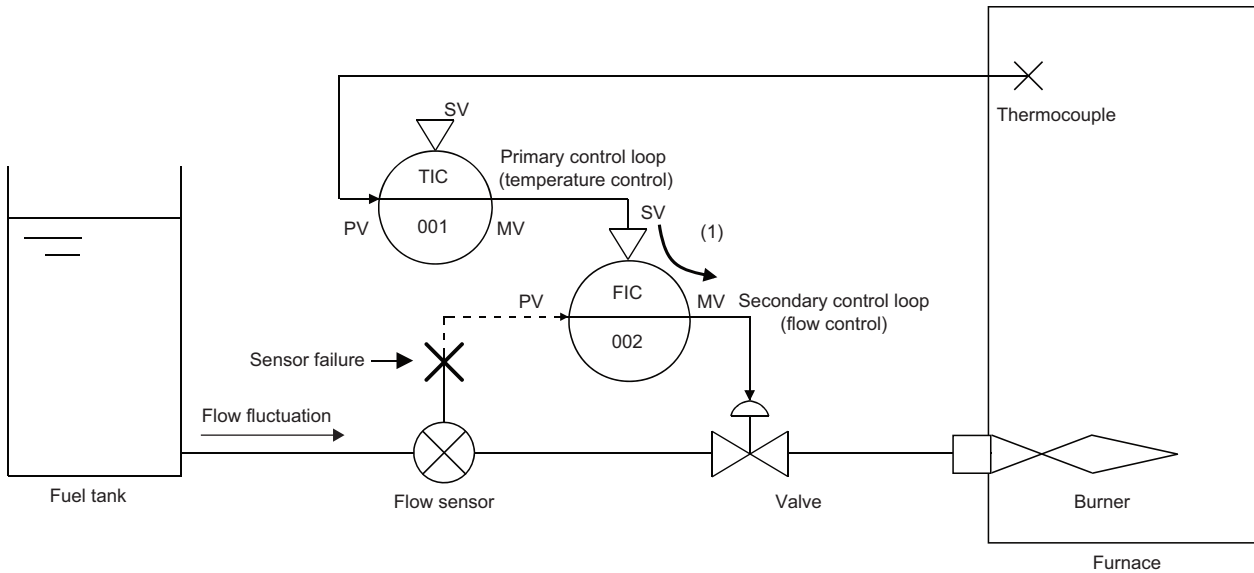 Thermocouple
SV
TIC
001
PV
MV
Primary control loop
(temperature control)
SV
(1)
FIC
002
PV
MV
Secondary control loop
(flow control)
Sensor failure
Flow fluctuation
Fuel tank
Flow sensor
Valve
Burner
Furnace